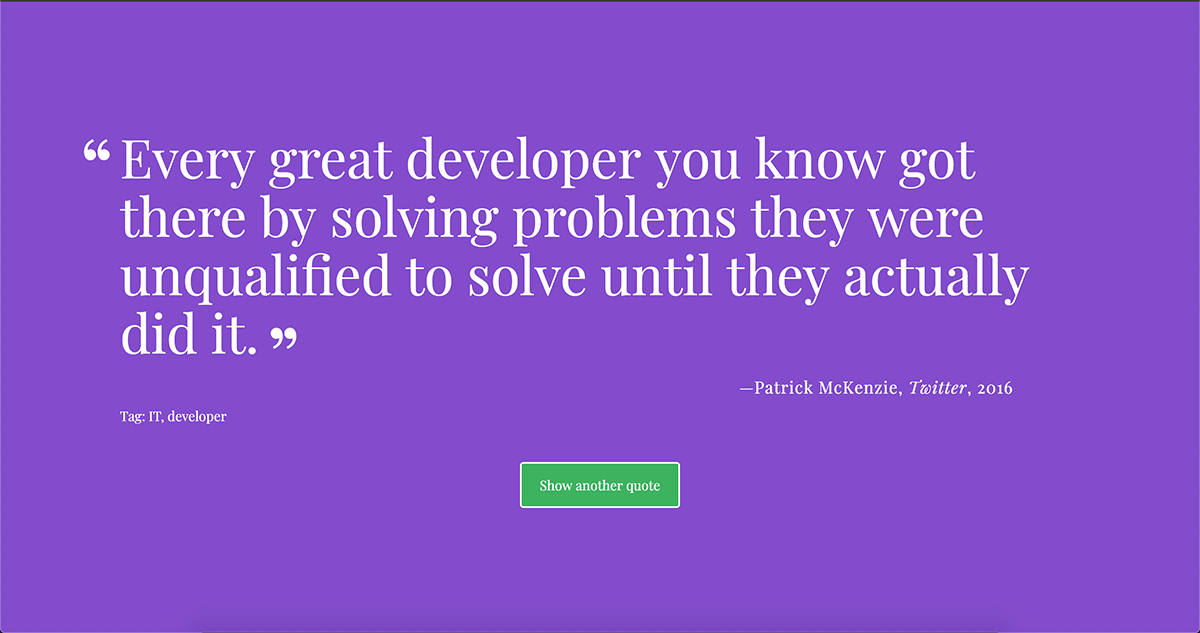 “ Every great developer you know got
there by solving problems they were
unqualified to solve until they actually
did it. ”
—Patrick McKenzie, Twitter, 2016
Tag: IT, developer
Show another quote